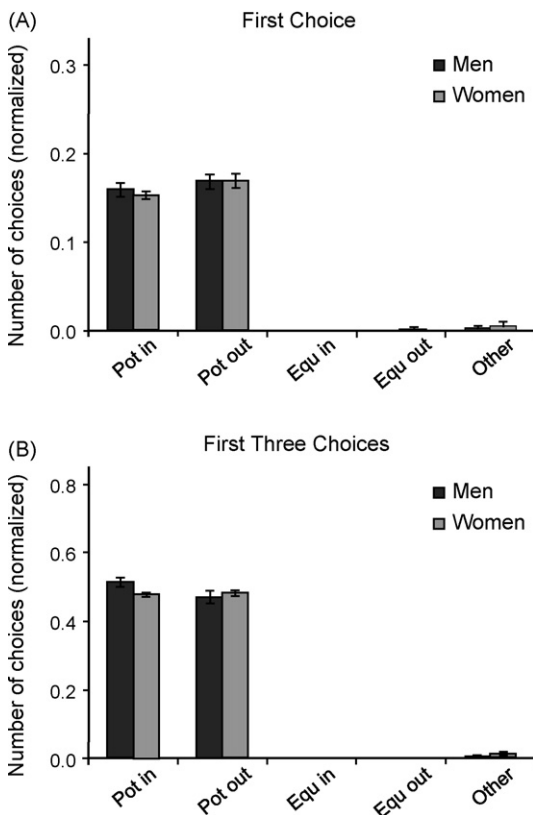 (A)
First Choice
Number of choices (normalized)
0.3
0.2
0.1
0.0
Men
Women
Pot in
Pot out
Equ in
Equ out
Other
(B)
First Three Choices
Number of choices (normalized)
0.8
0.6
0.4
0.2
0.0
Men
Women
Pot in
Pot out
Equ in
Equ out
Other